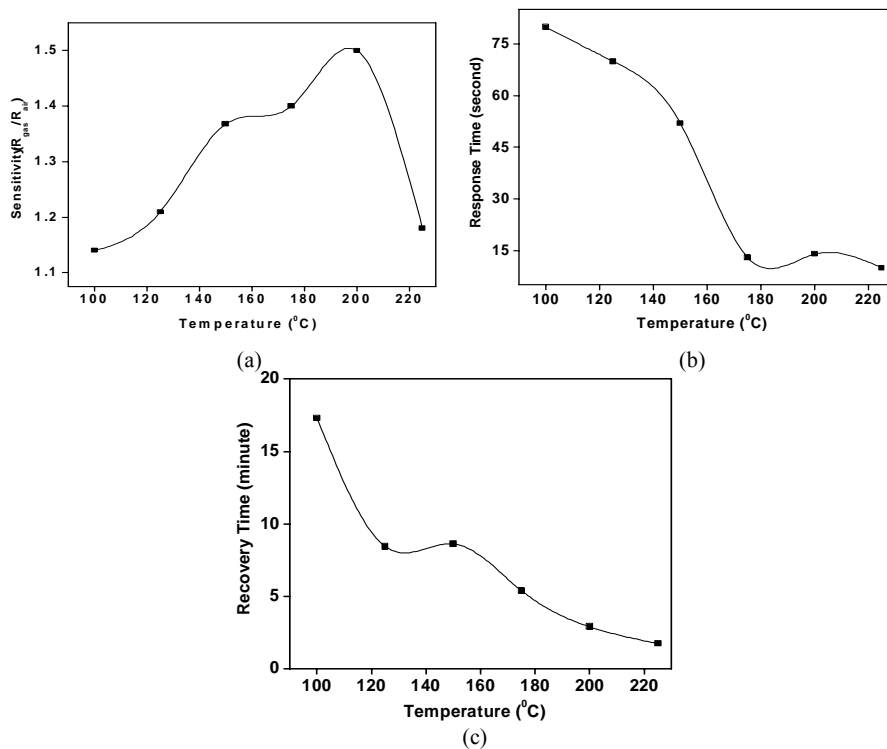 1.5
1.4
1.3
1.2
1.1
Sensitivity(R_gas/R_air)
100 120 140 160 180 200 220
Temperature (⁰C)
(a)
75
60
45
30
15
Response Time (second)
100 120 140 160 180 200 220
Temperature (⁰C)
(b)
20
15
10
5
0
Recovery Time (minute)
100 120 140 160 180 200 220
Temperature (⁰C)
(c)